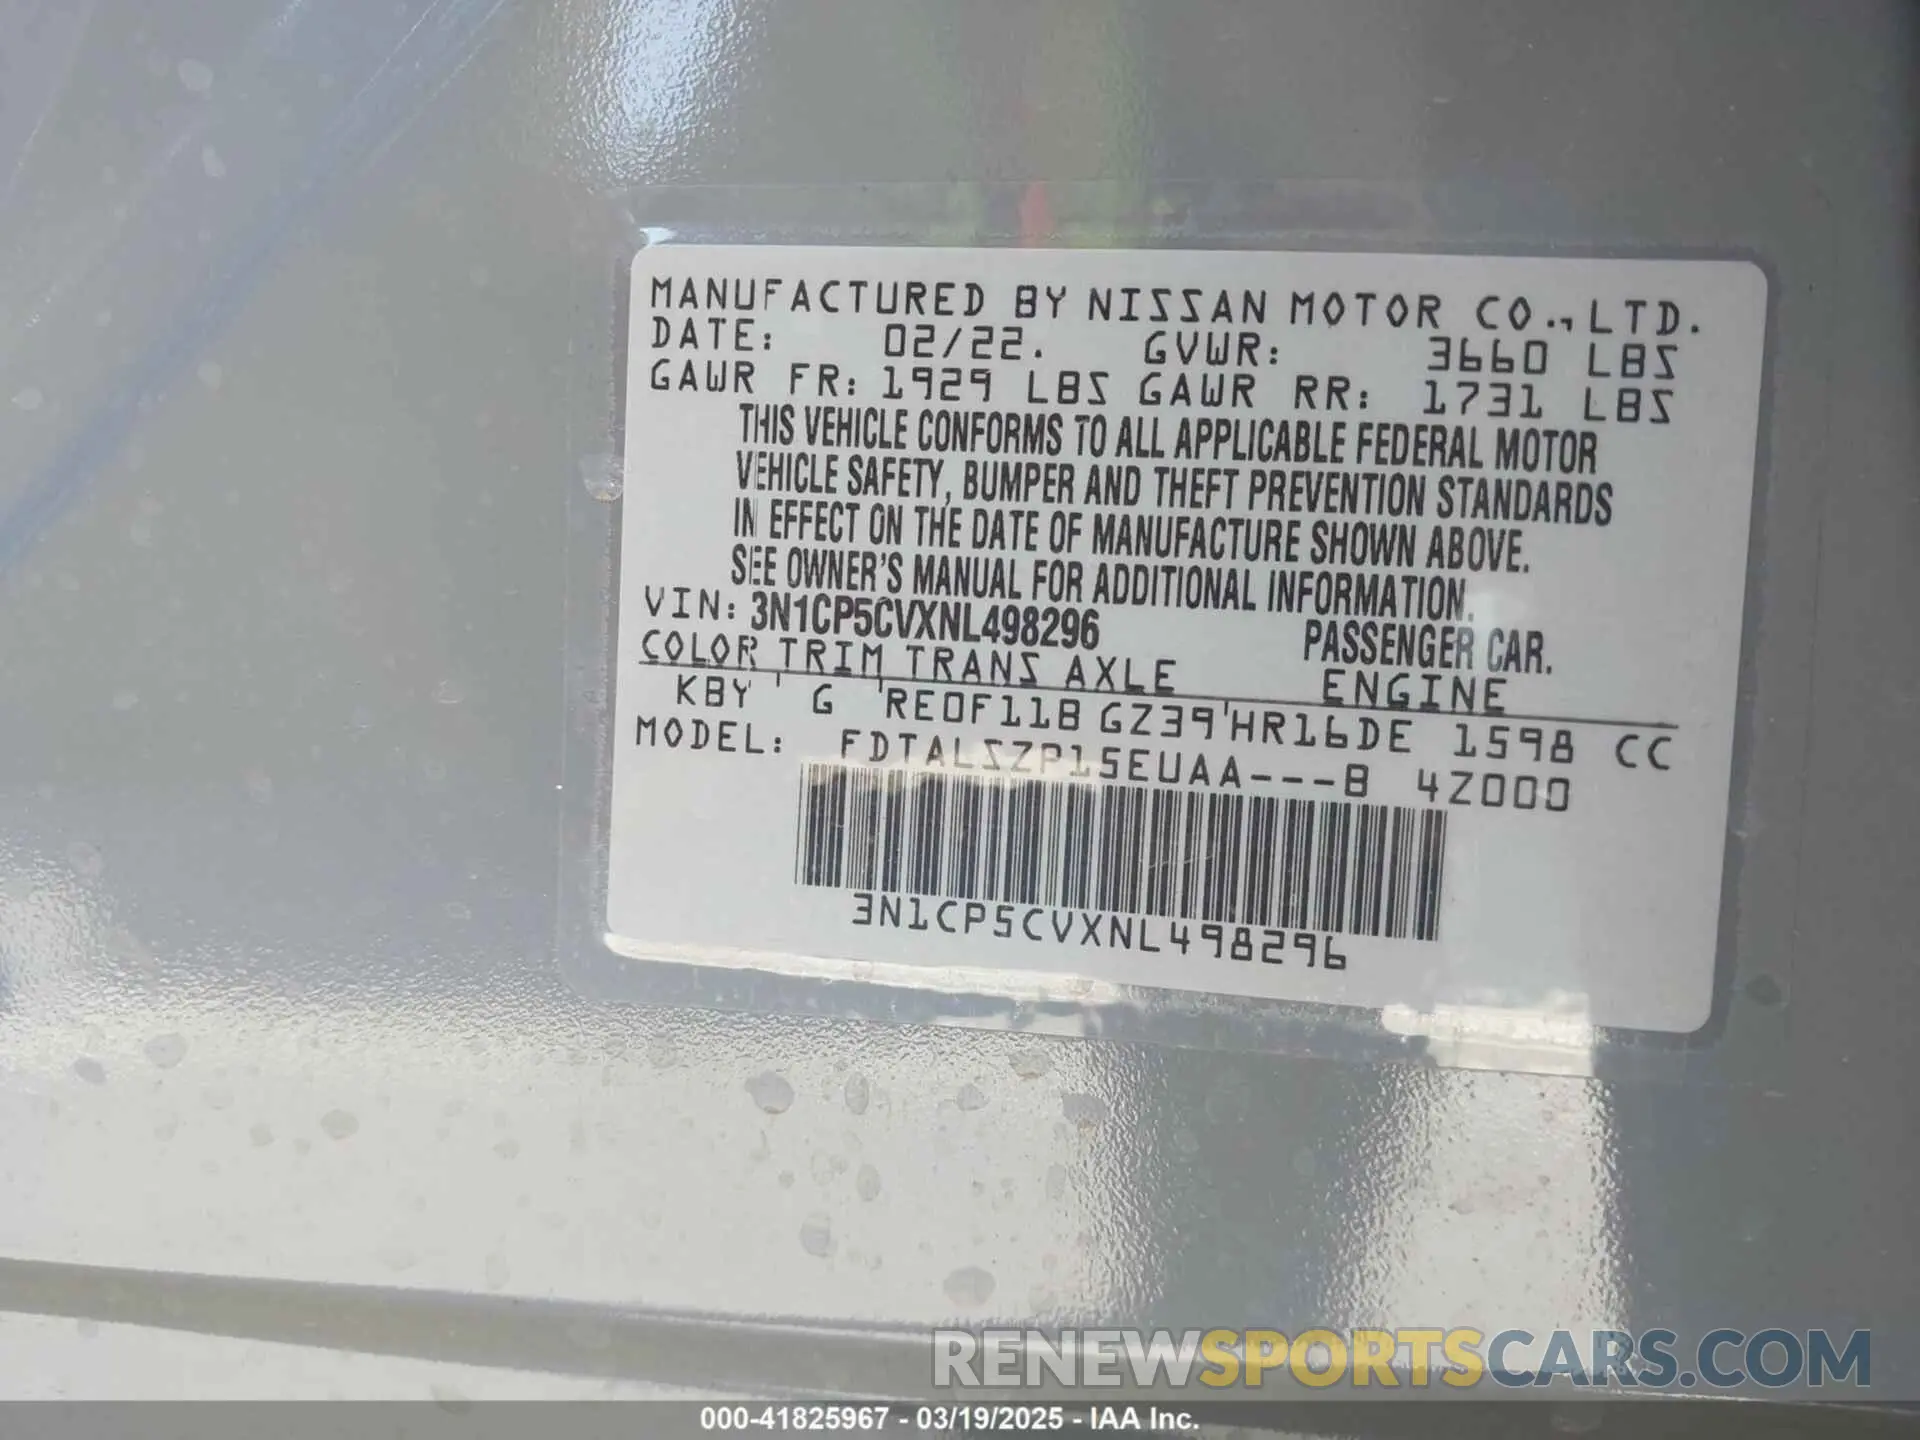 MANUFACTURED BY NISSAN MOTOR CO., LTD.
DATE: 02/22. GVWR: 3660 LBS
GAWR FR: 1929 LBS GAWR RR: 1731 LBS
THIS VEHICLE CONFORMS TO ALL APPLICABLE FEDERAL MOTOR
VEHICLE SAFETY, BUMPER AND THEFT PREVENTION STANDARDS
IN EFFECT ON THE DATE OF MANUFACTURE SHOWN ABOVE.
SEE OWNER'S MANUAL FOR ADDITIONAL INFORMATION.
VIN: 3N1CP5CVXNL498296 PASSENGER CAR.
COLOR TRIM TRANS AXLE ENGINE
KBY G RE0F11B GZ39 HR16DE 1598 CC
MODEL: FDTALSZP15EUAA---B 4Z000
3N1CP5CVXNL498296
RENEWSPORTSCARS.COM
000-41825967 - 03/19/2025 - IAA Inc.